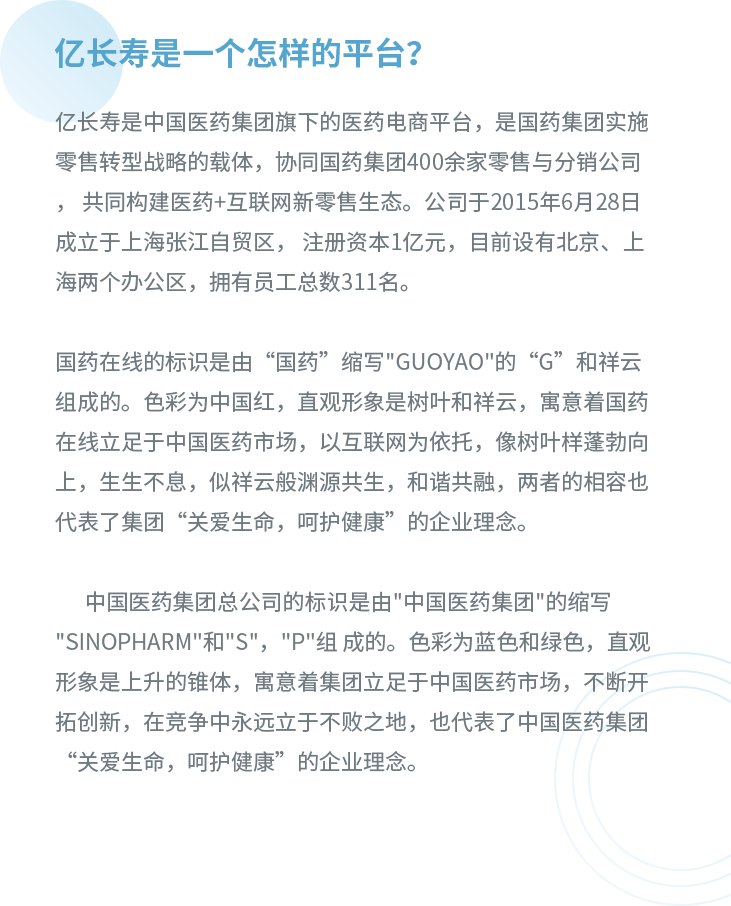 亿长寿是一个怎样的平台？
亿长寿是中国医药集团旗下的医药电商平台，是国药集团实施
零售转型战略的载体，协同国药集团400余家零售与分销公司
， 共同构建医药+互联网新零售生态。公司于2015年6月28日
成立于上海张江自贸区， 注册资本1亿元，目前设有北京、上
海两个办公区，拥有员工总数311名。
国药在线的标识是由“国药”缩写"GUOYAO"的“G”和祥云
组成的。色彩为中国红，直观形象是树叶和祥云，寓意着国药
在线立足于中国医药市场，以互联网为依托，像树叶样蓬勃向
上，生生不息，似祥云般渊源共生，和谐共融，两者的相容也
代表了集团“关爱生命，呵护健康”的企业理念。
中国医药集团总公司的标识是由"中国医药集团"的缩写
"SINOPHARM"和"S"，"P"组 成的。色彩为蓝色和绿色，直观
形象是上升的锥体，寓意着集团立足于中国医药市场，不断开
拓创新，在竞争中永远立于不败之地，也代表了中国医药集团
“关爱生命，呵护健康”的企业理念。